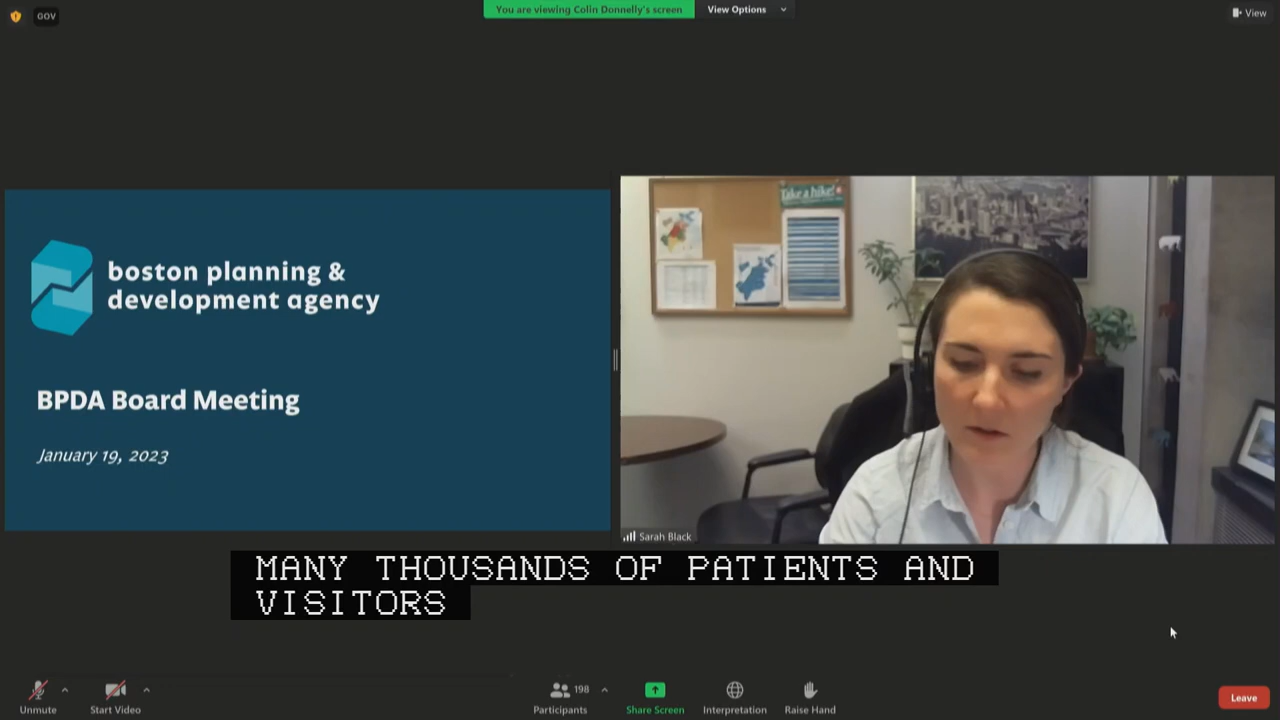 GOV
You are viewing Colin Donnelly's screen
View Options
View
boston planning &
development agency
BPDA Board Meeting
January 19, 2023
Take a hike!
Sarah Black
MANY THOUSANDS OF PATIENTS AND
VISITORS
Unmute
Start Video
198
Participants
Share Screen
Interpretation
Raise Hand
Leave